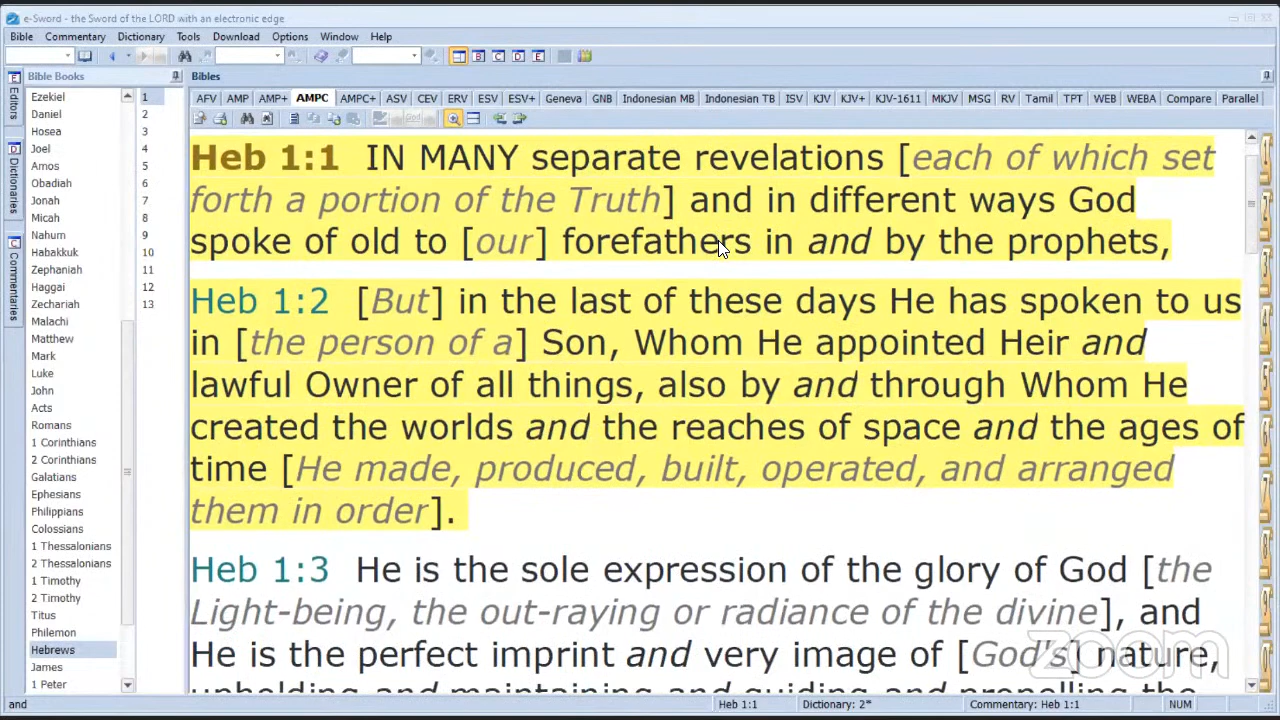 e-Sword - the Sword of the LORD with an electronic edge
Bible Commentary Dictionary Tools Download Options Window Help
Bible Books
Bibles
Editors
Dictionaries
Commentaries
AFV AMP AMP+ AMPC AMPC+ ASV CEV ERV ESV ESV+ Geneva GNB Indonesian MB Indonesian TB ISV KJV KJV+ KJV-1611 MKJV MSG RV Tamil TPT WEB WEBA Compare Parallel
Ezekiel
Daniel
Hosea
Joel
Amos
Obadiah
Jonah
Micah
Nahum
Habakkuk
Zephaniah
Haggai
Zechariah
Malachi
Matthew
Mark
Luke
John
Acts
Romans
1 Corinthians
2 Corinthians
Galatians
Ephesians
Philippians
Colossians
1 Thessalonians
2 Thessalonians
1 Timothy
2 Timothy
Titus
Philemon
Hebrews
James
1 Peter
1
2
3
4
5
6
7
8
9
10
11
12
13
Heb 1:1 IN MANY separate revelations [each of which set
forth a portion of the Truth] and in different ways God
spoke of old to [our] forefathers in and by the prophets,
Heb 1:2 [But] in the last of these days He has spoken to us
in [the person of a] Son, Whom He appointed Heir and
lawful Owner of all things, also by and through Whom He
created the worlds and the reaches of space and the ages of
time [He made, produced, built, operated, and arranged
them in order].
Heb 1:3 He is the sole expression of the glory of God [the
Light-being, the out-raying or radiance of the divine], and
He is the perfect imprint and very image of [God's] nature,
upholding and maintaining and guiding and propelling the
zoom
and
Heb 1:1
Dictionary: 2*
Commentary: Heb 1:1
NUM